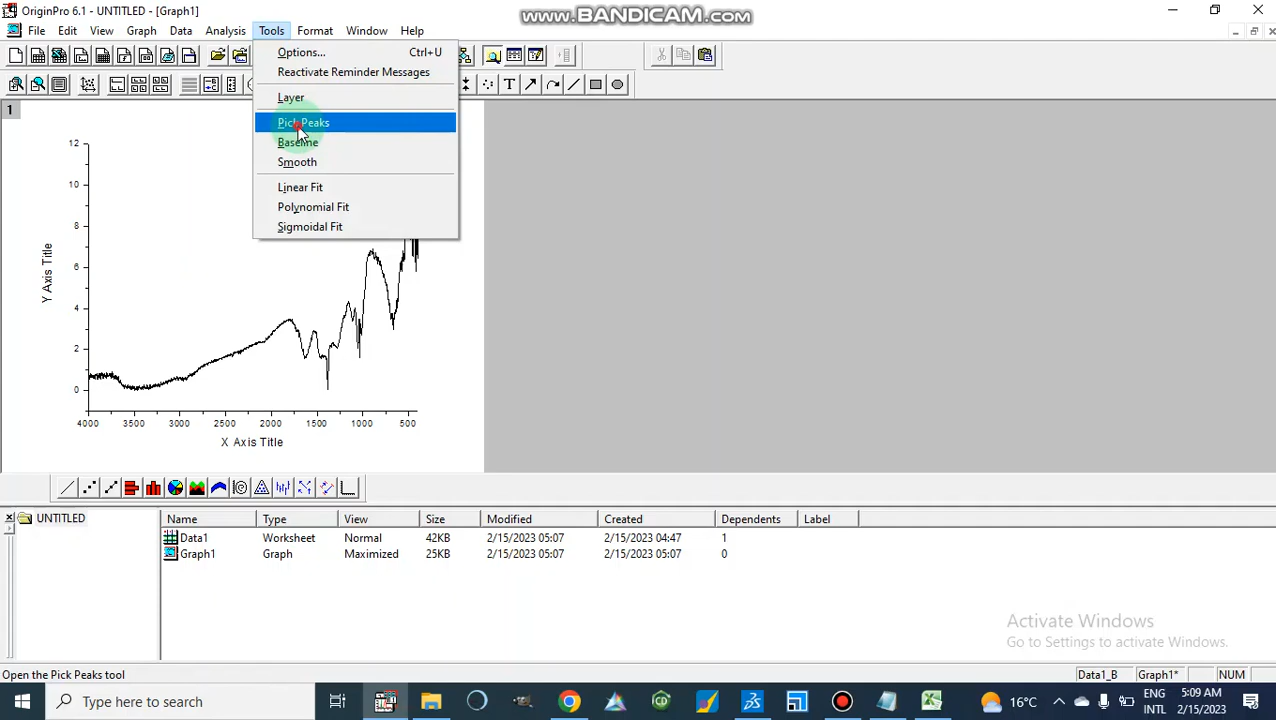 OriginPro 6.1 - UNTITLED - [Graph1]
www.BANDICAM.com
File Edit View Graph Data Analysis Tools Format Window Help
Options... Ctrl+U
Reactivate Reminder Messages
Layer
Pick Peaks
Baseline
Smooth
Linear Fit
Polynomial Fit
Sigmoidal Fit
1
12
10
8
6
4
2
0
Y Axis Title
4000 3500 3000 2500 2000 1500 1000 500
X Axis Title
UNTITLED
Name Type View Size Modified Created Dependents Label
Data1 Worksheet Normal 42KB 2/15/2023 05:07 2/15/2023 04:47 1
Graph1 Graph Maximized 25KB 2/15/2023 05:07 2/15/2023 05:07 0
Activate Windows
Go to Settings to activate Windows.
Open the Pick Peaks tool
Data1_B Graph1* NUM
Type here to search
16°C
ENG
INTL
5:09 AM
2/15/2023